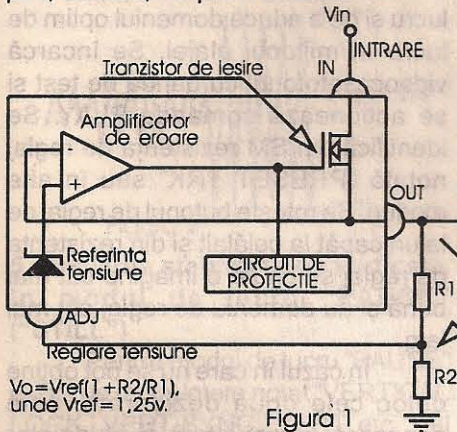 Vin
INTRARE
Tranzistor de iesire
IN
Amplificator
de eroare
-
+
OUT
Referinta
tensiune
CIRCUIT DE
PROTECTIE
R1
ADJ
Reglare tensiune
R2
Vo=Vref(1+R2/R1),
unde Vref=1,25v.
Figura 1